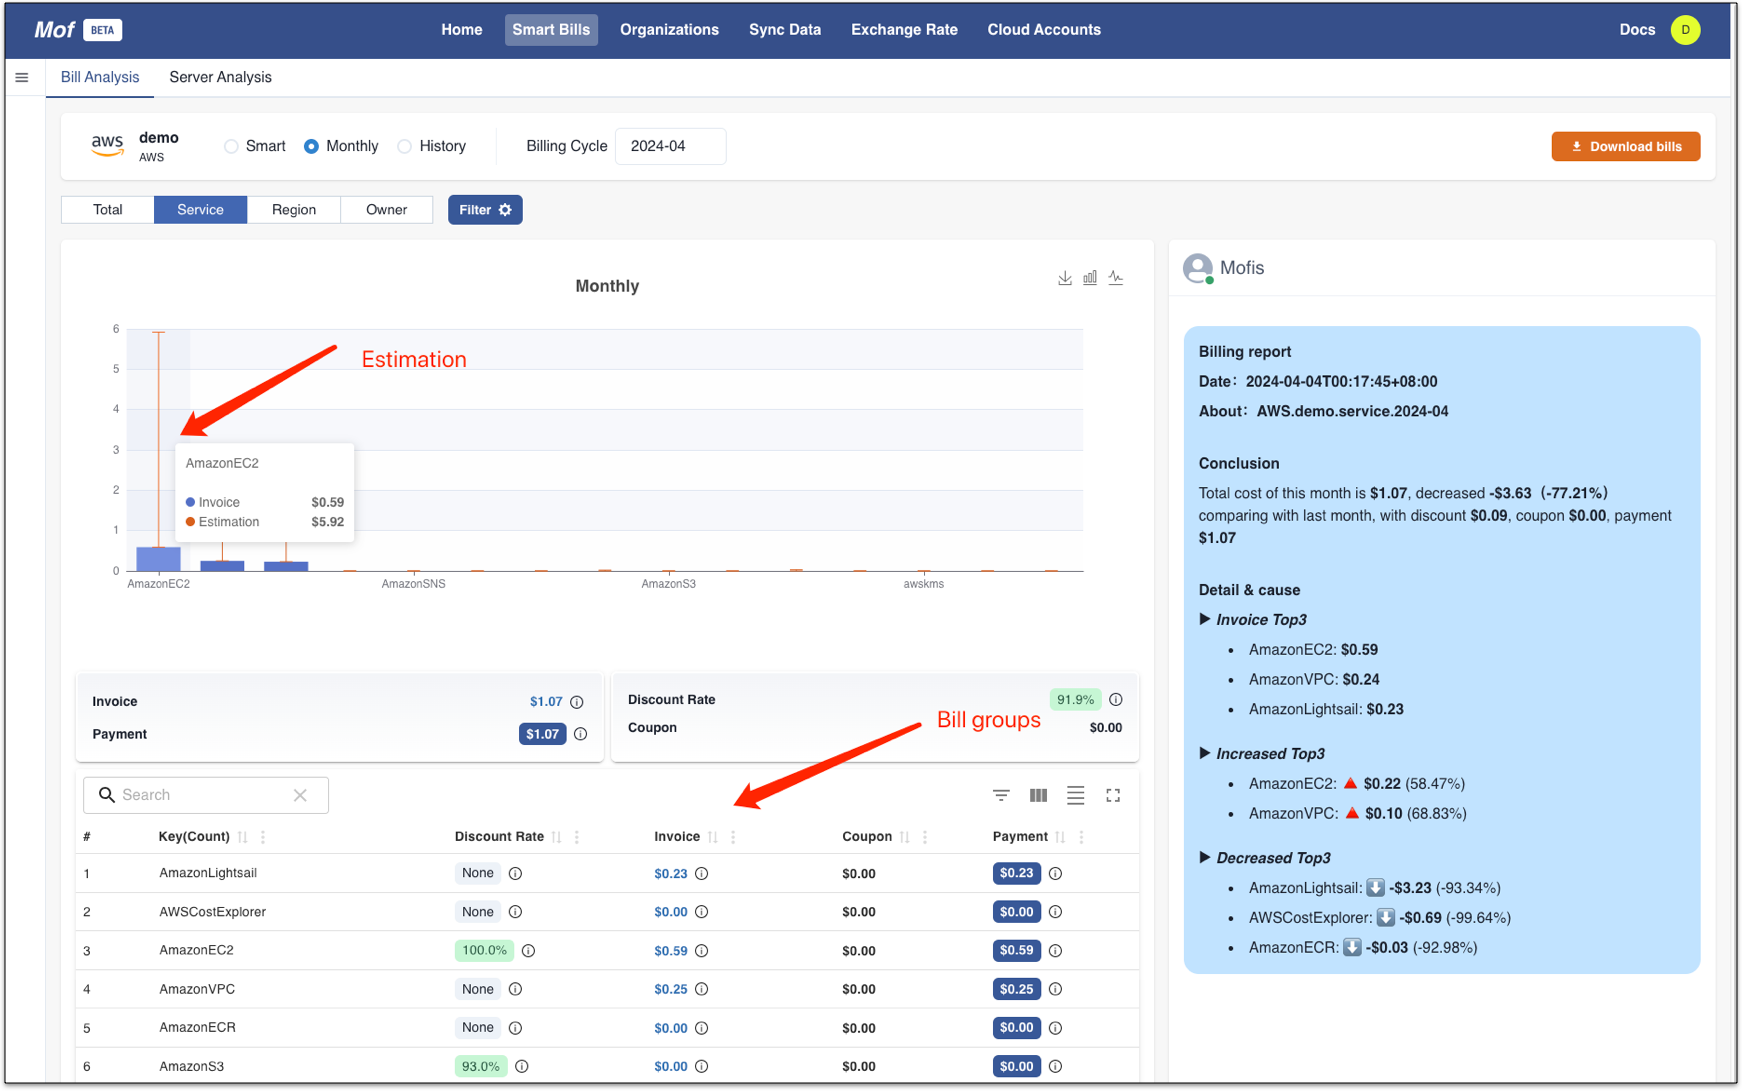 Mof BETA Home Smart Bills Organizations Sync Data Exchange Rate Cloud Accounts Docs D
Bill Analysis Server Analysis
aws demo AWS Smart Monthly History Billing Cycle 2024-04 Download bills
Total Service Region Owner Filter
Monthly
6
5
4
3
2
1
0
Estimation
AmazonEC2
Invoice $0.59
Estimation $5.92
AmazonEC2 AmazonSNS AmazonS3 awskms
Invoice $1.07
Payment $1.07
Discount Rate 91.9%
Coupon $0.00
Bill groups
Search
# Key(Count) Discount Rate Invoice Coupon Payment
1 AmazonLightsail None $0.23 $0.00 $0.23
2 AWSCostExplorer None $0.00 $0.00 $0.00
3 AmazonEC2 100.0% $0.59 $0.00 $0.59
4 AmazonVPC None $0.25 $0.00 $0.25
5 AmazonECR None $0.00 $0.00 $0.00
6 AmazonS3 93.0% $0.00 $0.00 $0.00
Mofis
Billing report
Date：2024-04-04T00:17:45+08:00
About：AWS.demo.service.2024-04
Conclusion
Total cost of this month is $1.07, decreased -$3.63（-77.21%）
comparing with last month, with discount $0.09, coupon $0.00, payment
$1.07
Detail & cause
▶ Invoice Top3
• AmazonEC2: $0.59
• AmazonVPC: $0.24
• AmazonLightsail: $0.23
▶ Increased Top3
• AmazonEC2: 🔺 $0.22 (58.47%)
• AmazonVPC: 🔺 $0.10 (68.83%)
▶ Decreased Top3
• AmazonLightsail: ⬇️ -$3.23 (-93.34%)
• AWSCostExplorer: ⬇️ -$0.69 (-99.64%)
• AmazonECR: ⬇️ -$0.03 (-92.98%)